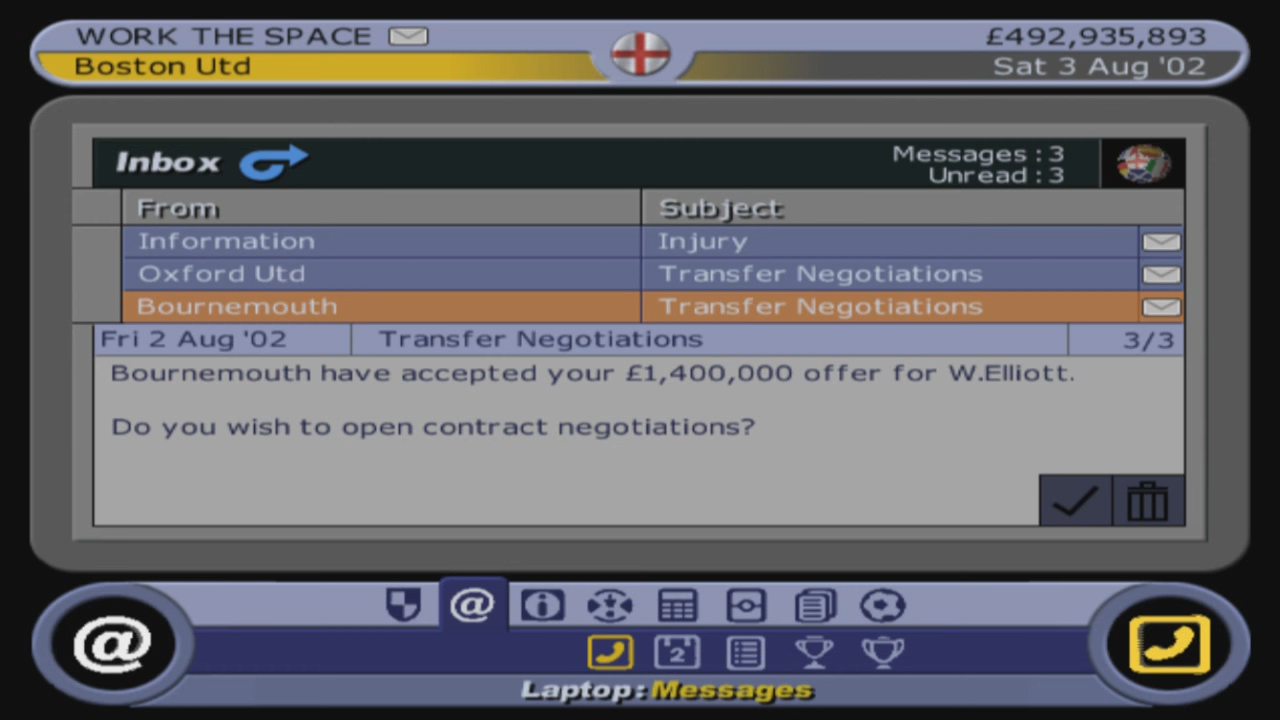 WORK THE SPACE
£492,935,893
Boston Utd
Sat 3 Aug '02
Inbox
Messages : 3
Unread : 3
From
Subject
Information
Injury
Oxford Utd
Transfer Negotiations
Bournemouth
Transfer Negotiations
Fri 2 Aug '02
Transfer Negotiations
3/3
Bournemouth have accepted your £1,400,000 offer for W.Elliott.
Do you wish to open contract negotiations?
@
@
2
Laptop: Messages